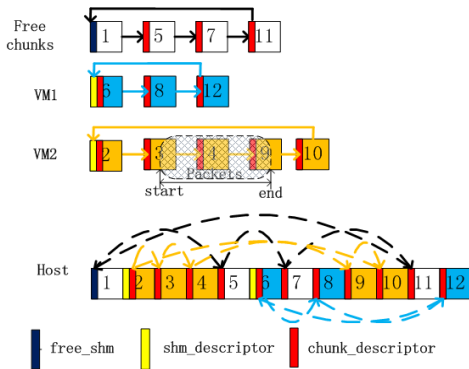 Free chunks 1 5 7 11
VM1 6 8 12
VM2 2 3 4 9 10
Packets
start end
Host 1 2 3 4 5 6 7 8 9 10 11 12
free_shm shm_descriptor chunk_descriptor